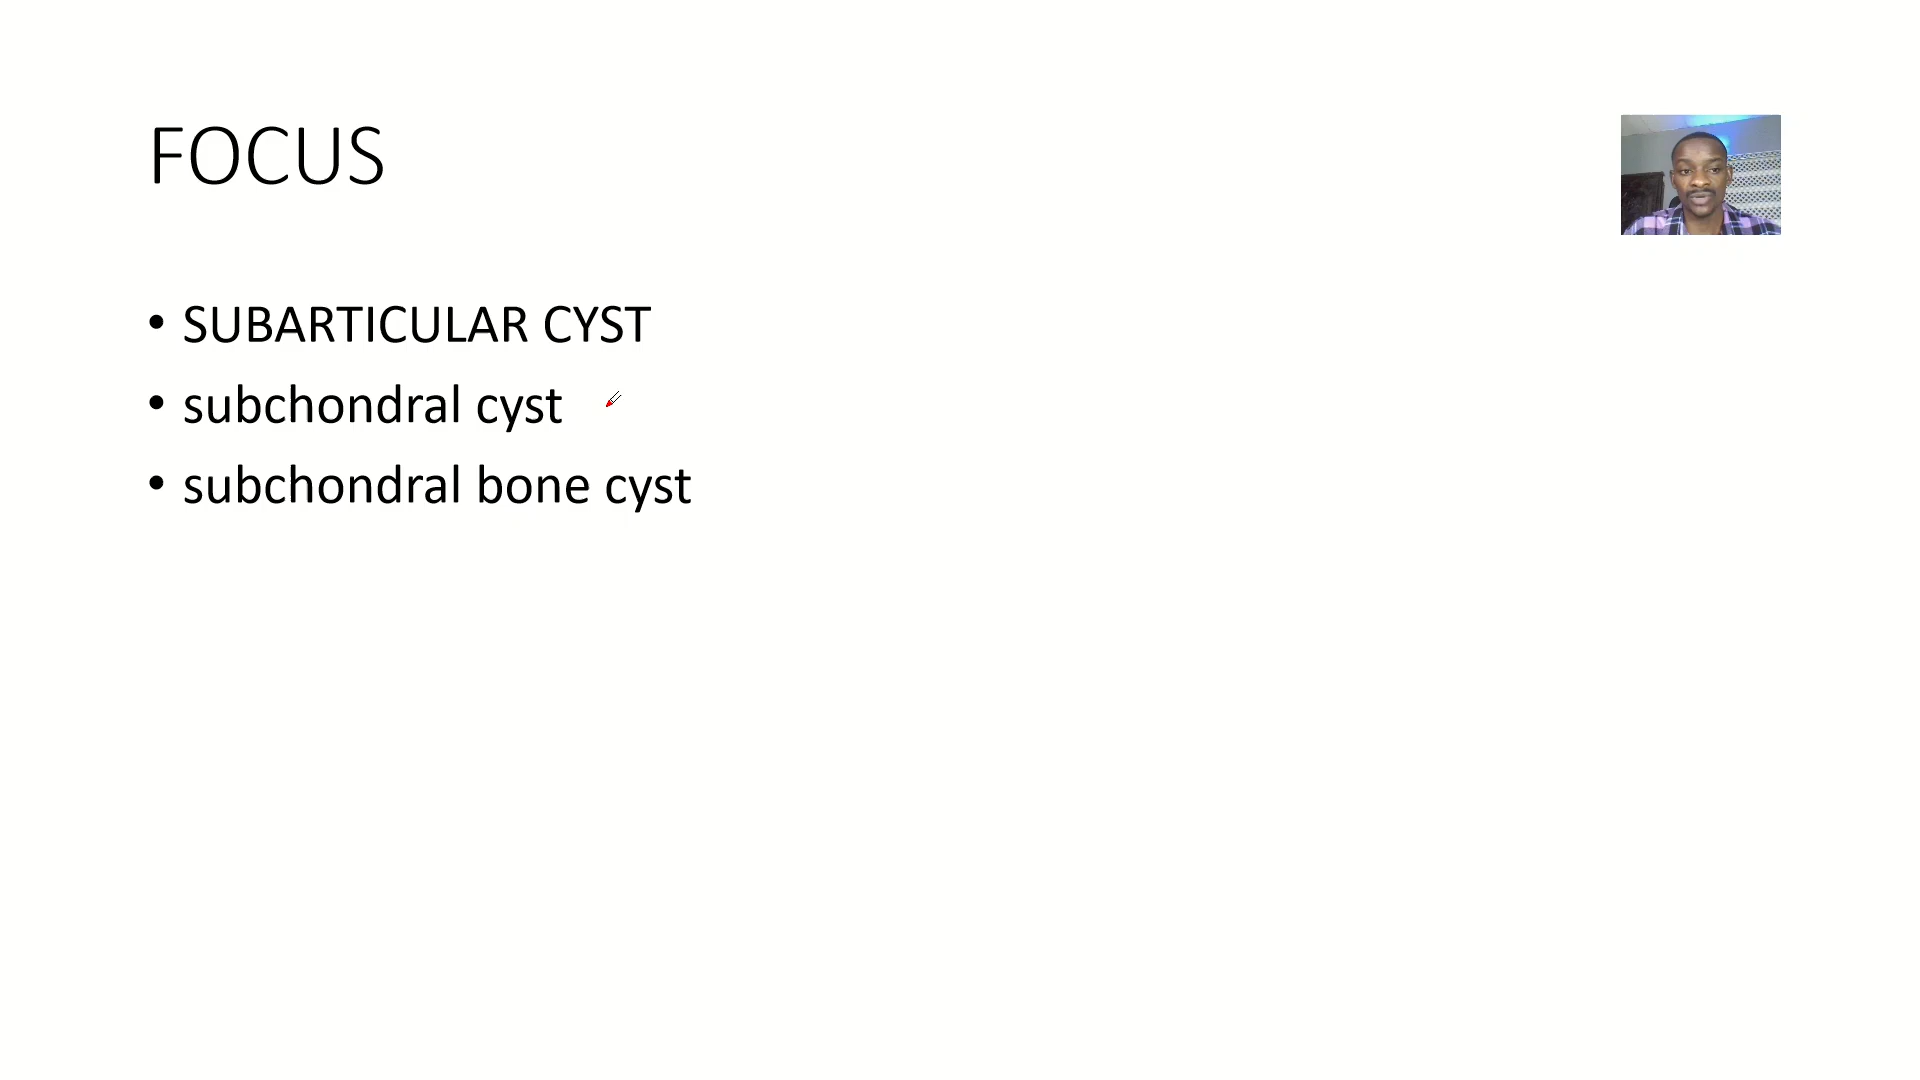 FOCUS
• SUBARTICULAR CYST
• subchondral cyst
• subchondral bone cyst